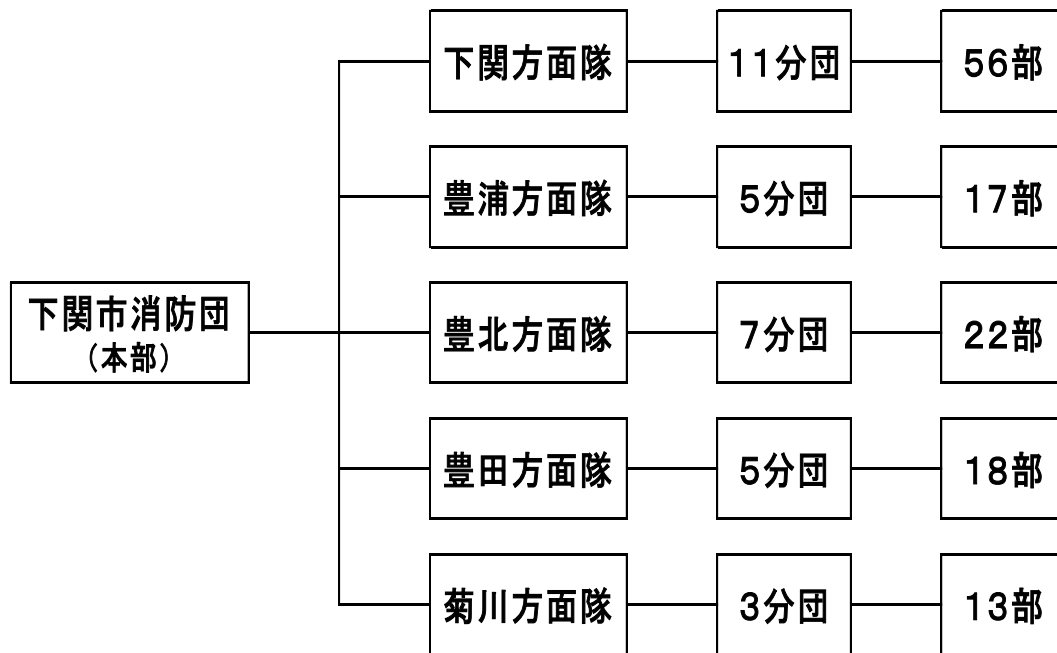 下関方面隊 11分団 56部
豊浦方面隊 5分団 17部
下関市消防団
(本部)
豊北方面隊 7分団 22部
豊田方面隊 5分団 18部
菊川方面隊 3分団 13部